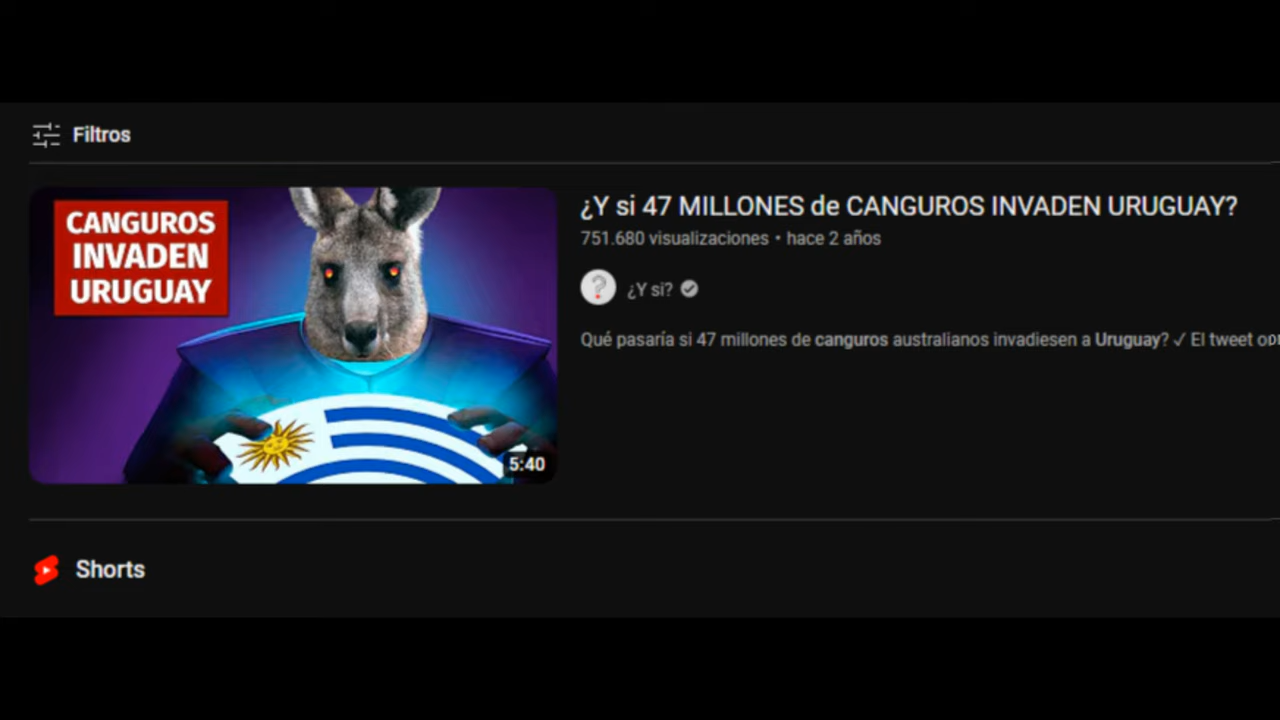 Filtros
CANGUROS
INVADEN
URUGUAY
5:40
¿Y si 47 MILLONES de CANGUROS INVADEN URUGUAY?
751.680 visualizaciones • hace 2 años
¿Y si?
Qué pasaría si 47 millones de canguros australianos invadiesen a Uruguay? ✓ El tweet
Shorts